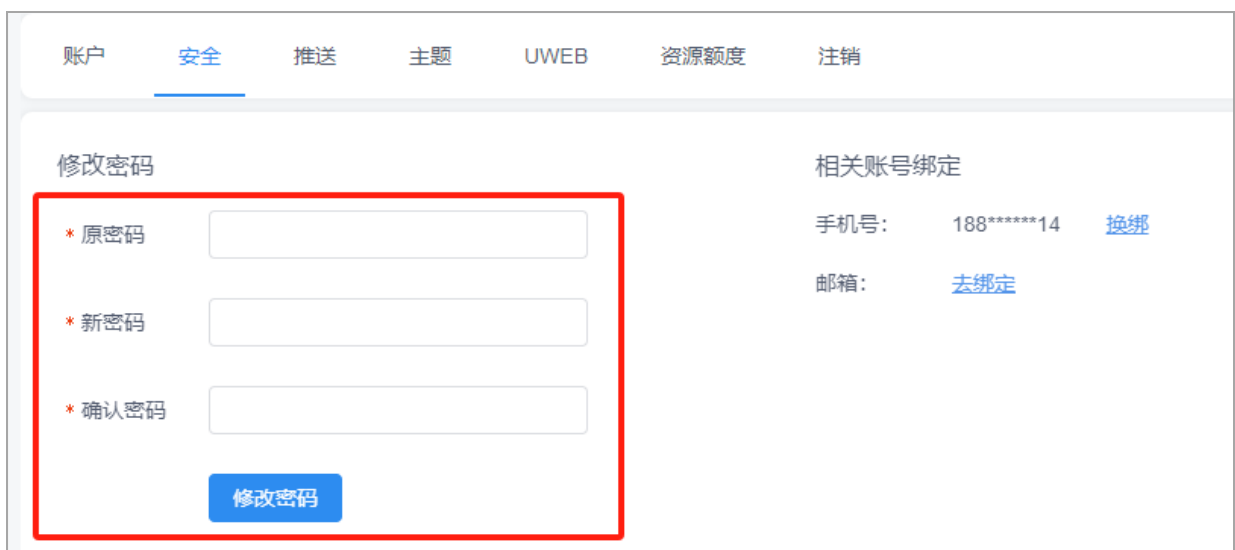 账户 安全 推送 主题 UWEB 资源额度 注销
修改密码
* 原密码
* 新密码
* 确认密码
修改密码
相关账号绑定
手机号: 188******14 换绑
邮箱: 去绑定